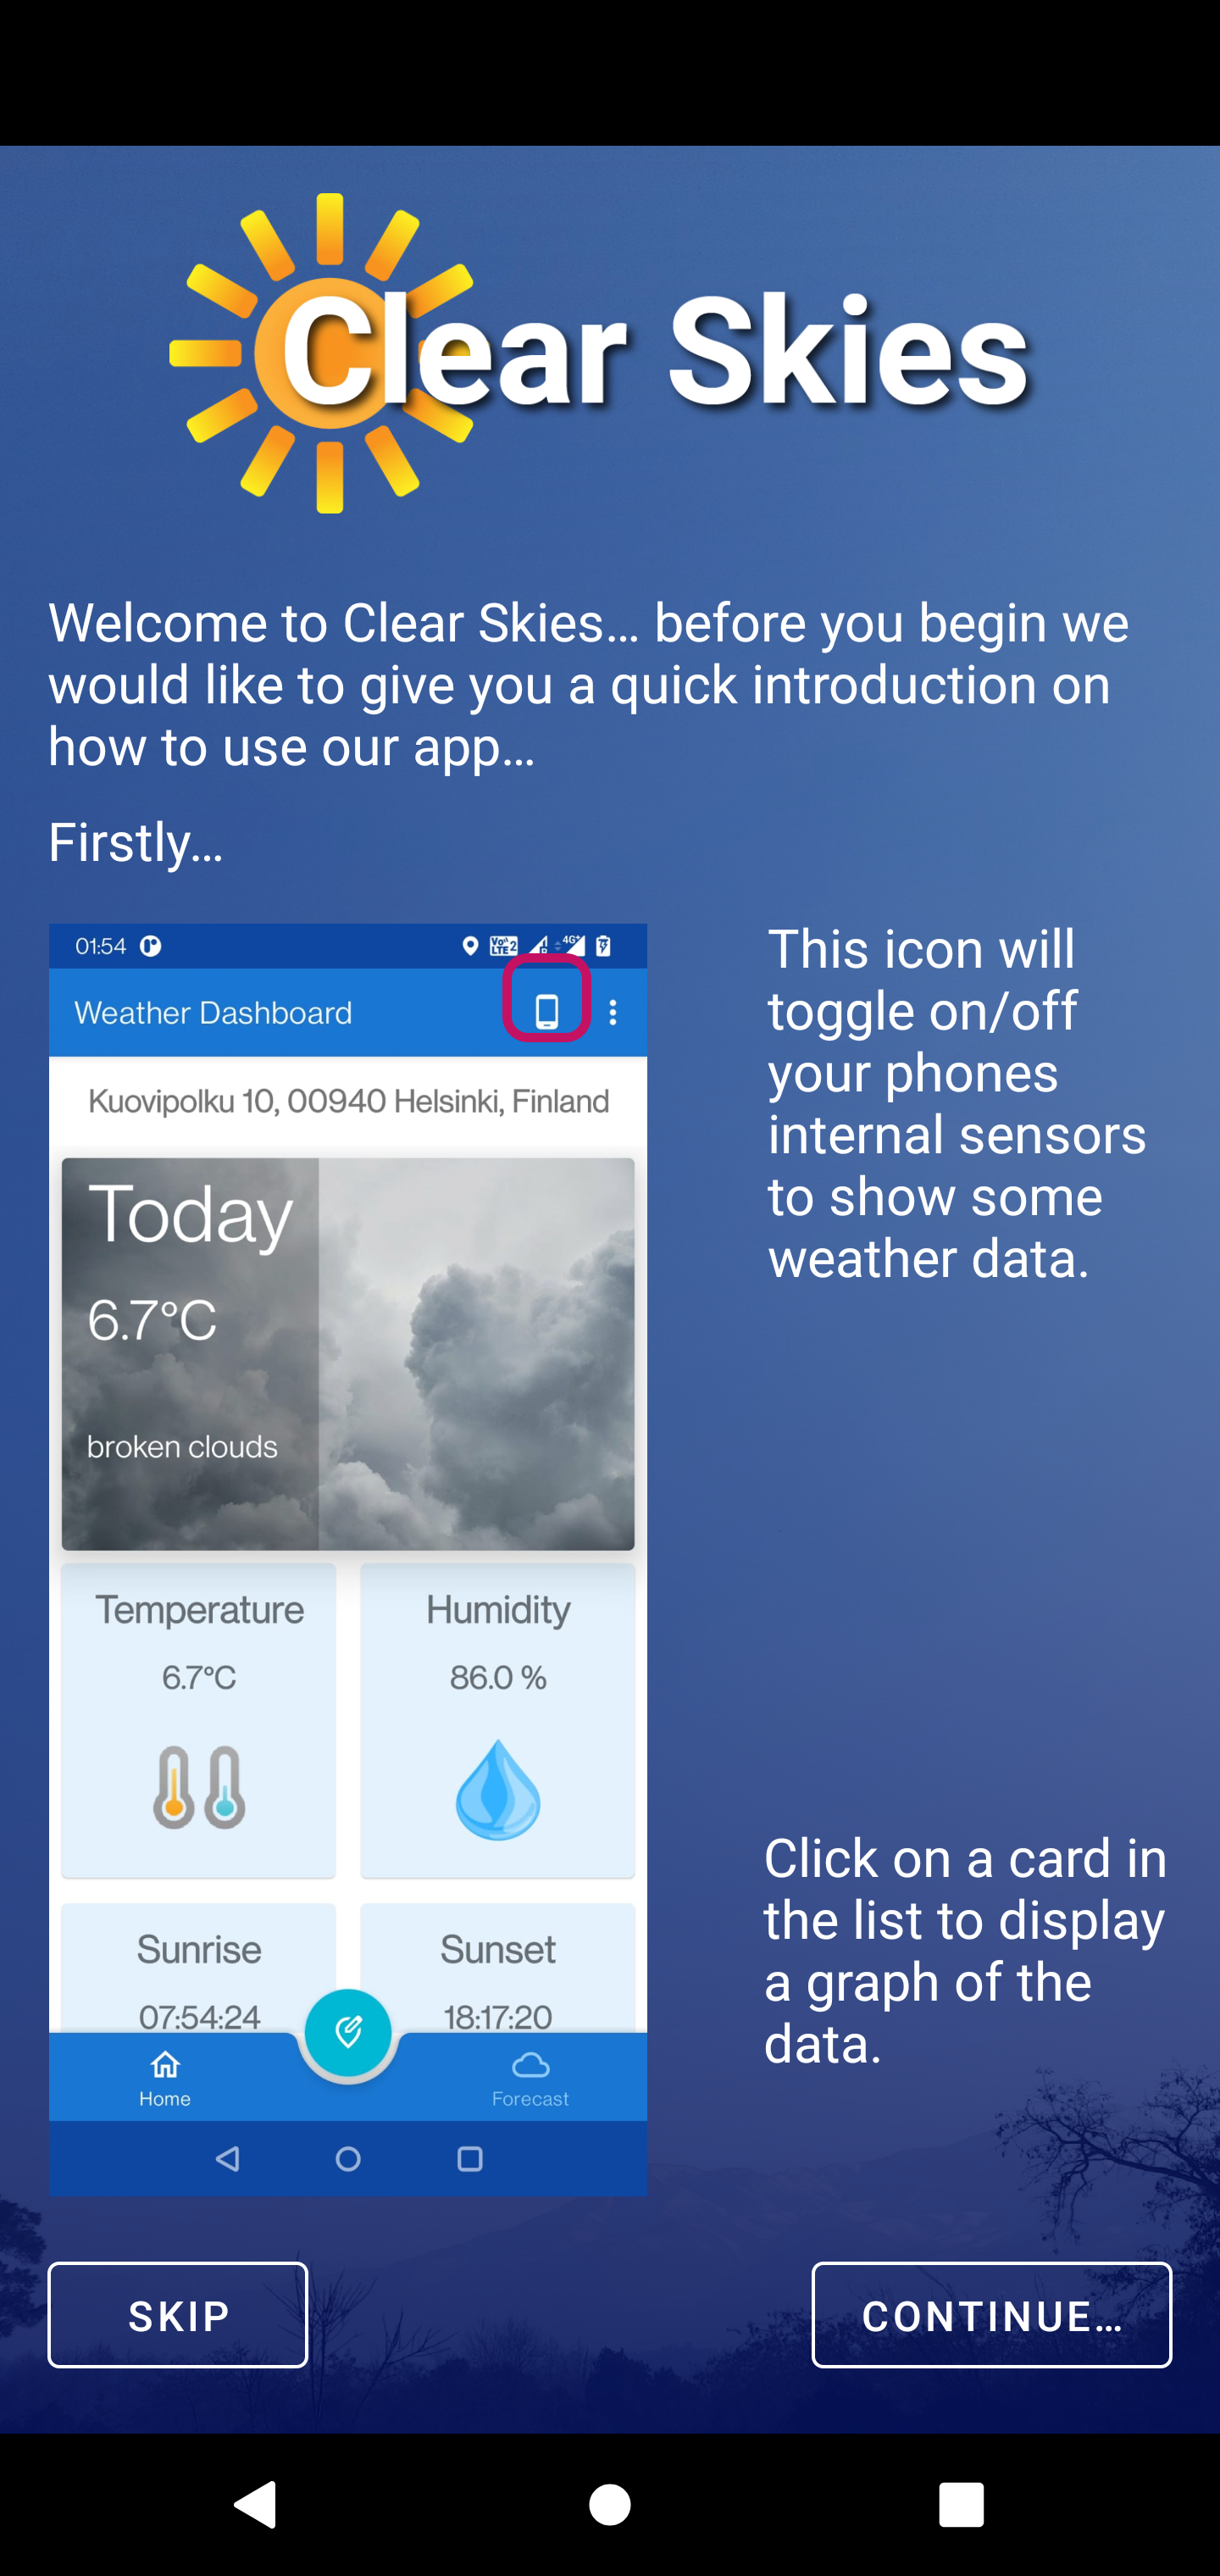 Clear Skies
Welcome to Clear Skies... before you begin we
would like to give you a quick introduction on
how to use our app...
Firstly...
01:54
Vo)) LTE 2
R
4G+
Weather Dashboard
Kuovipolku 10, 00940 Helsinki, Finland
Today
6.7°C
broken clouds
Temperature
Humidity
6.7°C
86.0 %
Sunrise
Sunset
07:54:24
18:17:20
Home
Forecast
This icon will
toggle on/off
your phones
internal sensors
to show some
weather data.
Click on a card in
the list to display
a graph of the
data.
SKIP
CONTINUE...